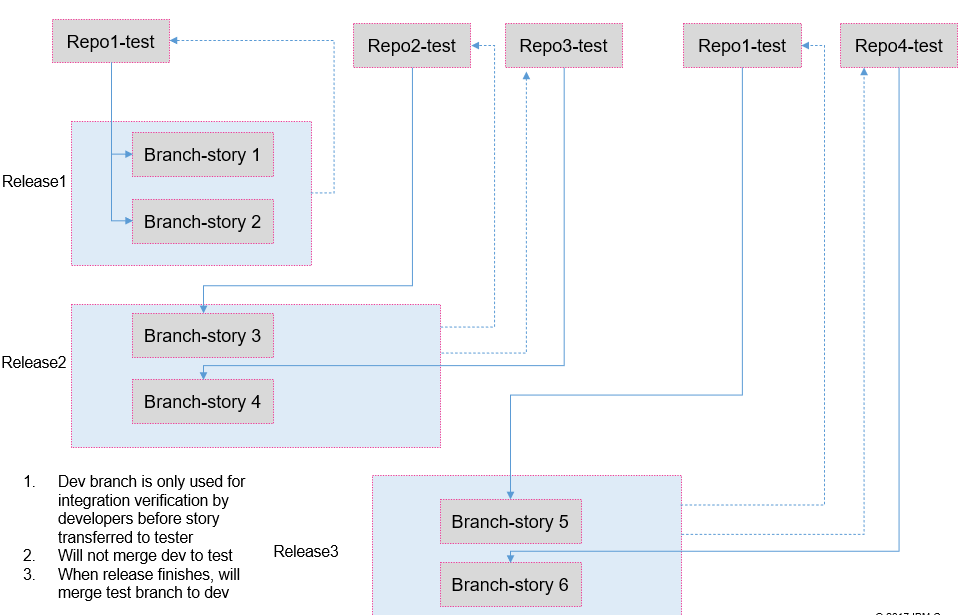 Repo1-test
Repo2-test
Repo3-test
Repo1-test
Repo4-test
Branch-story 1
Release1
Branch-story 2
Branch-story 3
Release2
Branch-story 4
1. Dev branch is only used for
integration verification by
developers before story
transferred to tester
2. Will not merge dev to test
3. When release finishes, will
merge test branch to dev
Branch-story 5
Release3
Branch-story 6